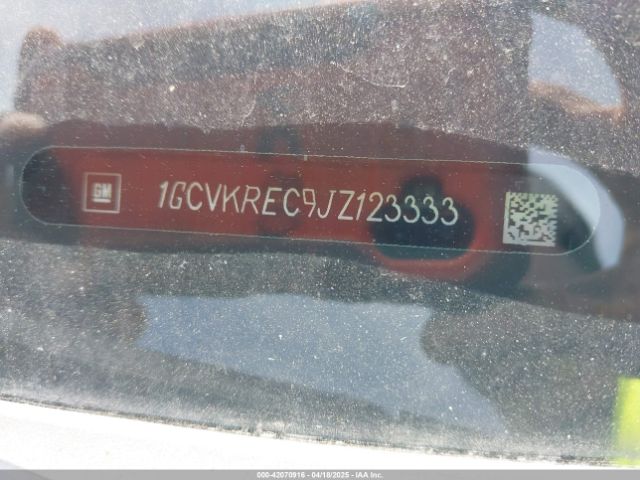 GM 1GCVKREC9JZ123333
000-42070916 - 04/18/2025 - IAA Inc.